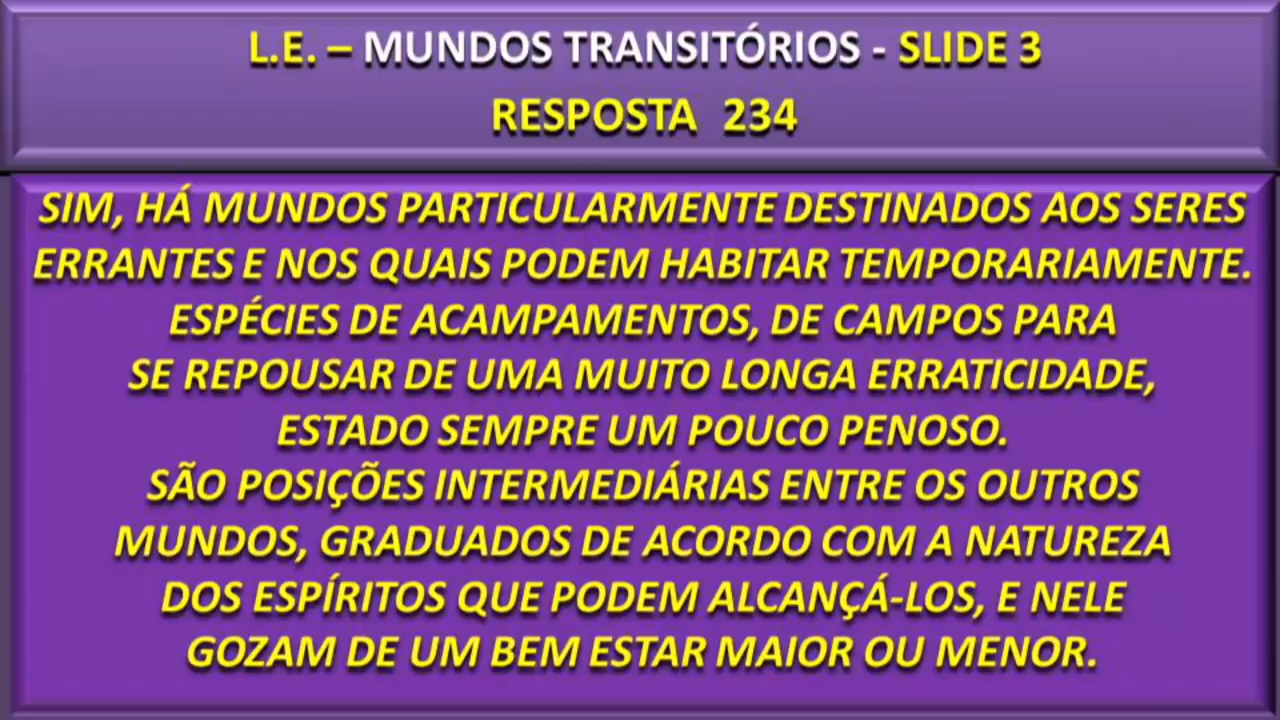 L.E. – MUNDOS TRANSITÓRIOS - SLIDE 3
RESPOSTA 234
SIM, HÁ MUNDOS PARTICULARMENTE DESTINADOS AOS SERES
ERRANTES E NOS QUAIS PODEM HABITAR TEMPORARIAMENTE.
ESPÉCIES DE ACAMPAMENTOS, DE CAMPOS PARA
SE REPOUSAR DE UMA MUITO LONGA ERRATICIDADE,
ESTADO SEMPRE UM POUCO PENOSO.
SÃO POSIÇÕES INTERMEDIÁRIAS ENTRE OS OUTROS
MUNDOS, GRADUADOS DE ACORDO COM A NATUREZA
DOS ESPÍRITOS QUE PODEM ALCANÇÁ-LOS, E NELE
GOZAM DE UM BEM ESTAR MAIOR OU MENOR.